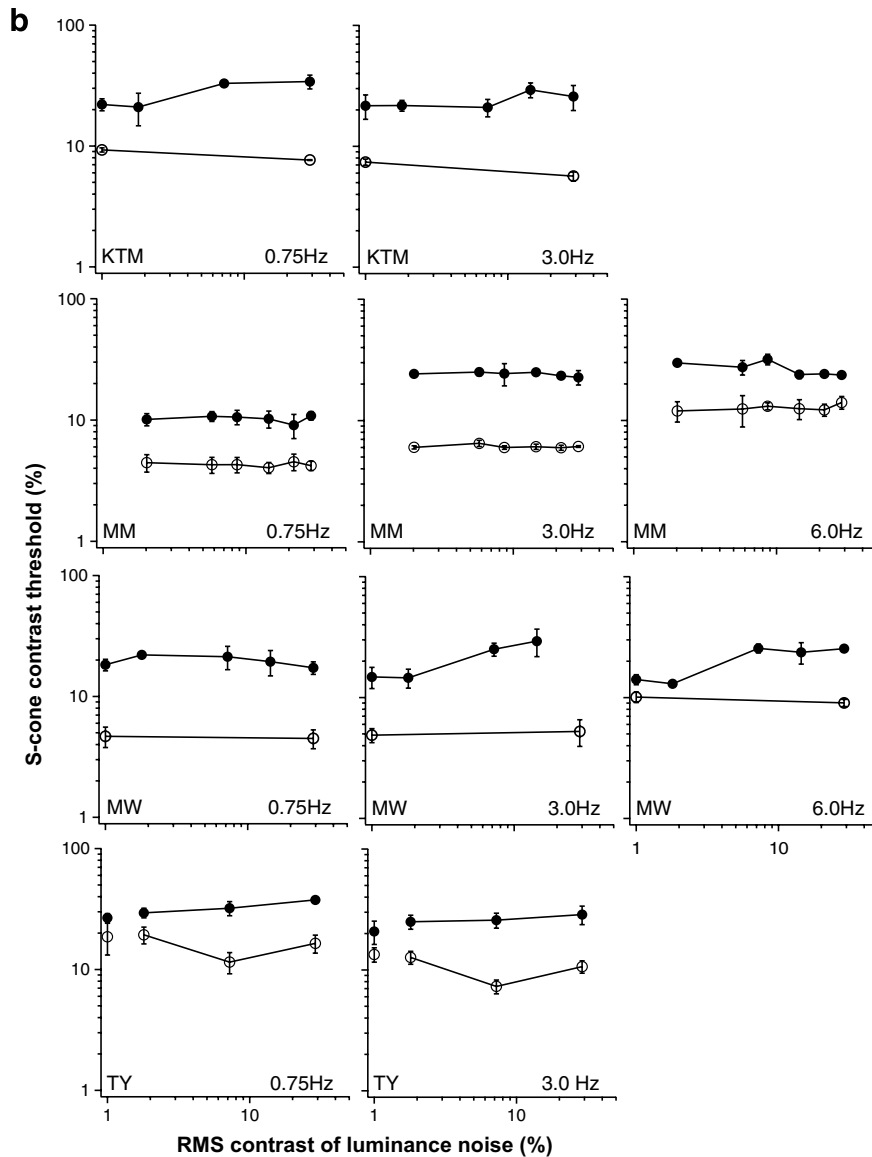 b
100
10
1
KTM 0.75Hz
KTM 3.0Hz
100
10
1
MM 0.75Hz
MM 3.0Hz
MM 6.0Hz
S-cone contrast threshold (%)
100
10
1
MW 0.75Hz
MW 3.0Hz
MW 6.0Hz
1 10
100
10
1
TY 0.75Hz
TY 3.0 Hz
1 10
1 10
RMS contrast of luminance noise (%)